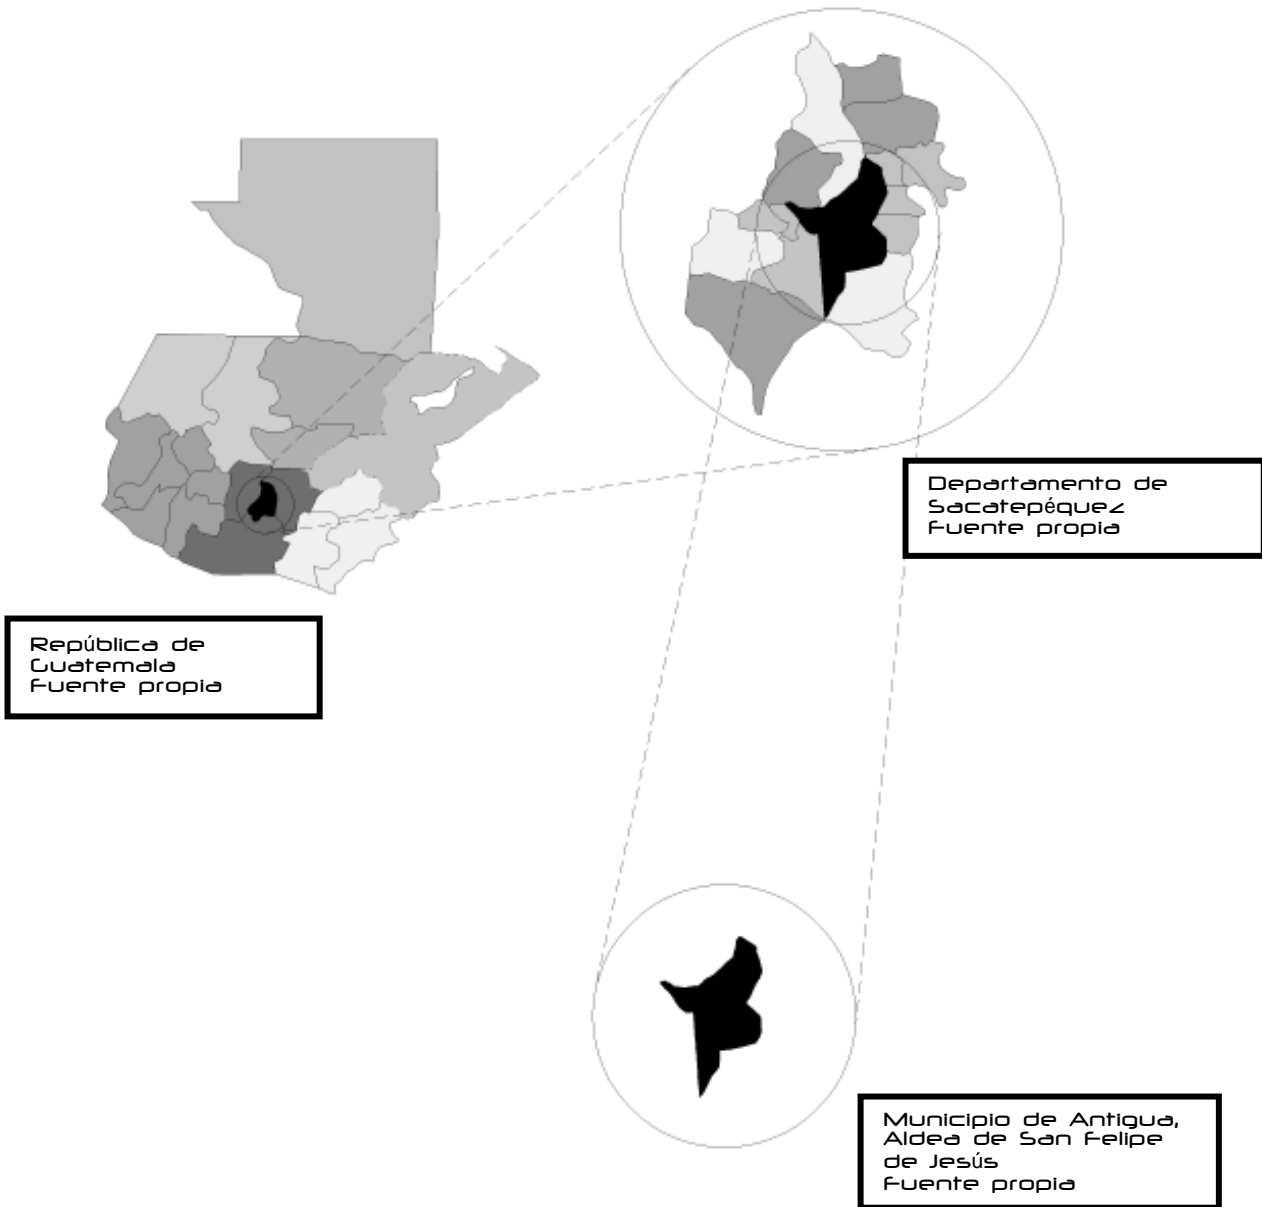 Departamento de
Sacatepéquez
Fuente propia
República de
Guatemala
Fuente propia
Municipio de Antigua,
Aldea de San Felipe
de Jesús
Fuente propia